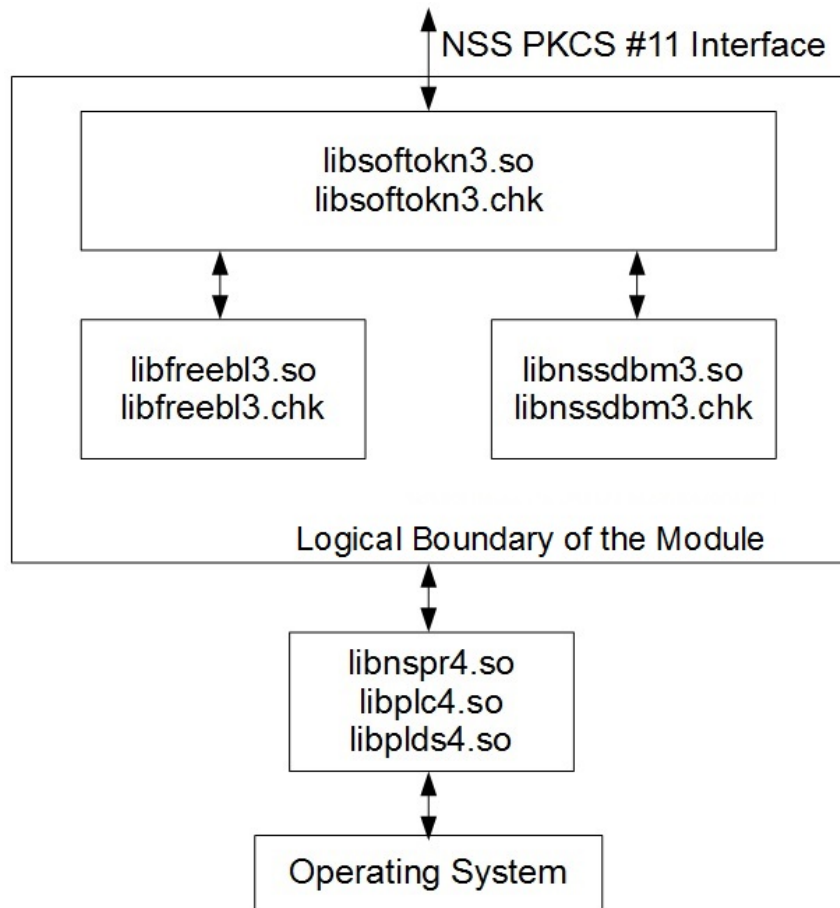 NSS PKCS #11 Interface
libsoftokn3.so
libsoftokn3.chk
libfreebl3.so
libfreebl3.chk
libnssdbm3.so
libnssdbm3.chk
Logical Boundary of the Module
libnspr4.so
libplc4.so
libplds4.so
Operating System